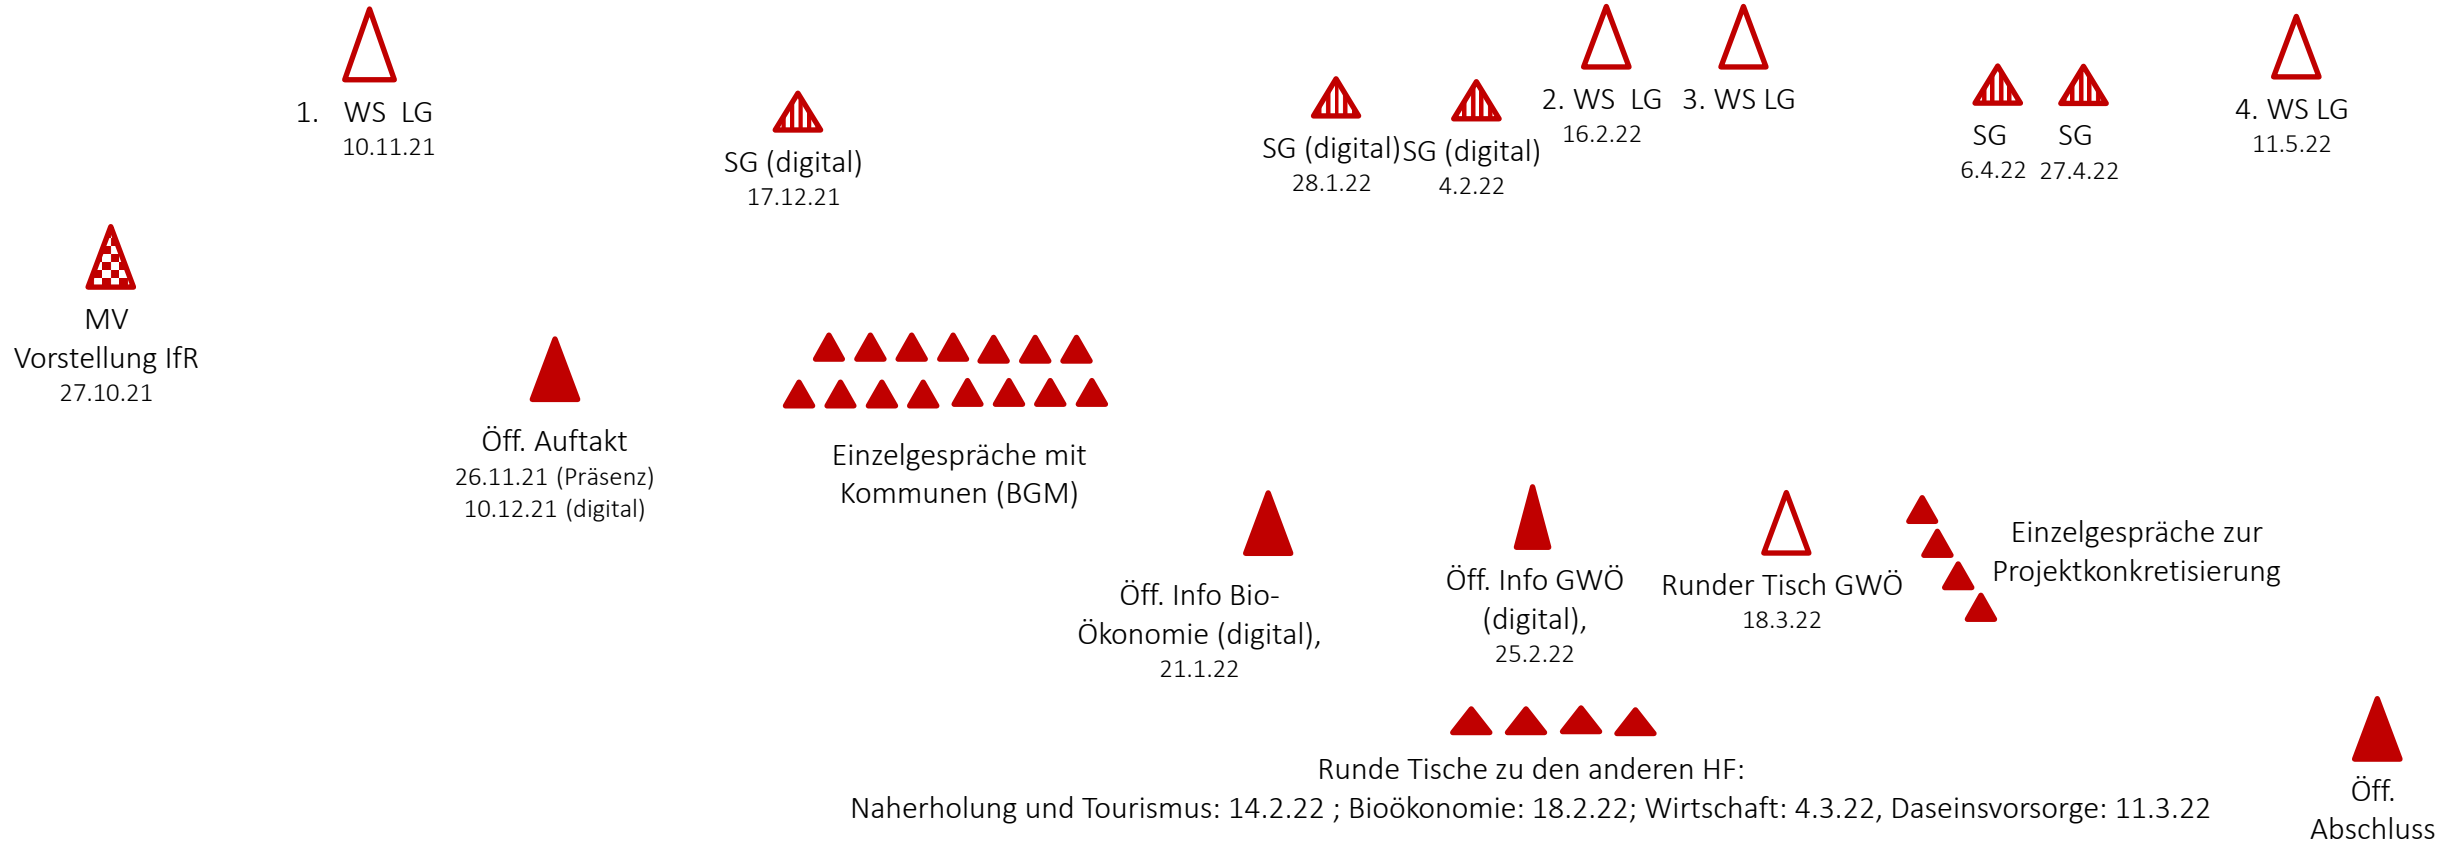 1. WS LG
10.11.21
SG (digital)
17.12.21
SG (digital)
28.1.22
SG (digital)
4.2.22
2. WS LG
16.2.22
3. WS LG
SG
6.4.22
SG
27.4.22
4. WS LG
11.5.22
MV
Vorstellung IfR
27.10.21
Öff. Auftakt
26.11.21 (Präsenz)
10.12.21 (digital)
Einzelgespräche mit
Kommunen (BGM)
Öff. Info Bio-
Ökonomie (digital),
21.1.22
Öff. Info GWÖ
(digital),
25.2.22
Runder Tisch GWÖ
18.3.22
Einzelgespräche zur
Projektkonkretisierung
Runde Tische zu den anderen HF:
Naherholung und Tourismus: 14.2.22 ; Bioökonomie: 18.2.22; Wirtschaft: 4.3.22, Daseinsvorsorge: 11.3.22
Öff.
Abschluss